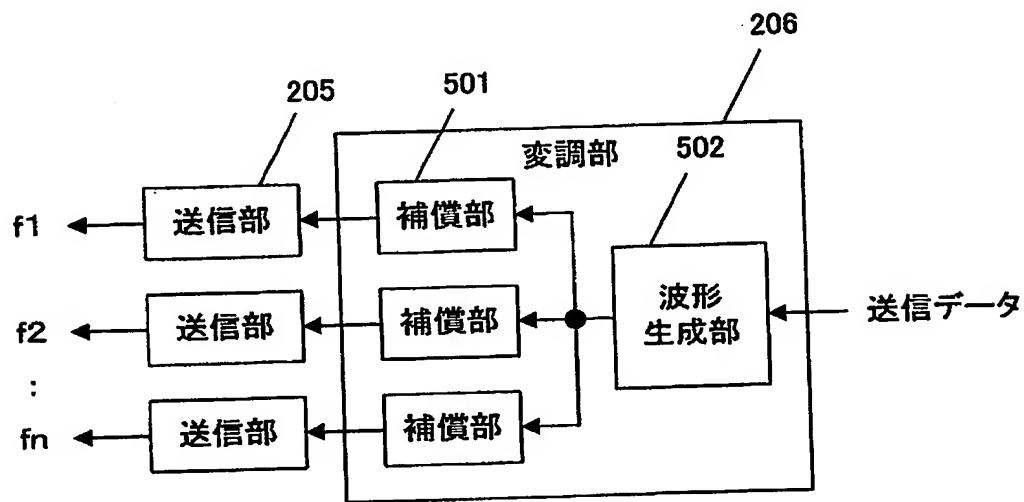 206
205
501
変調部
502
f1
送信部
補償部
波形
生成部
送信データ
f2
送信部
補償部
:
fn
送信部
補償部